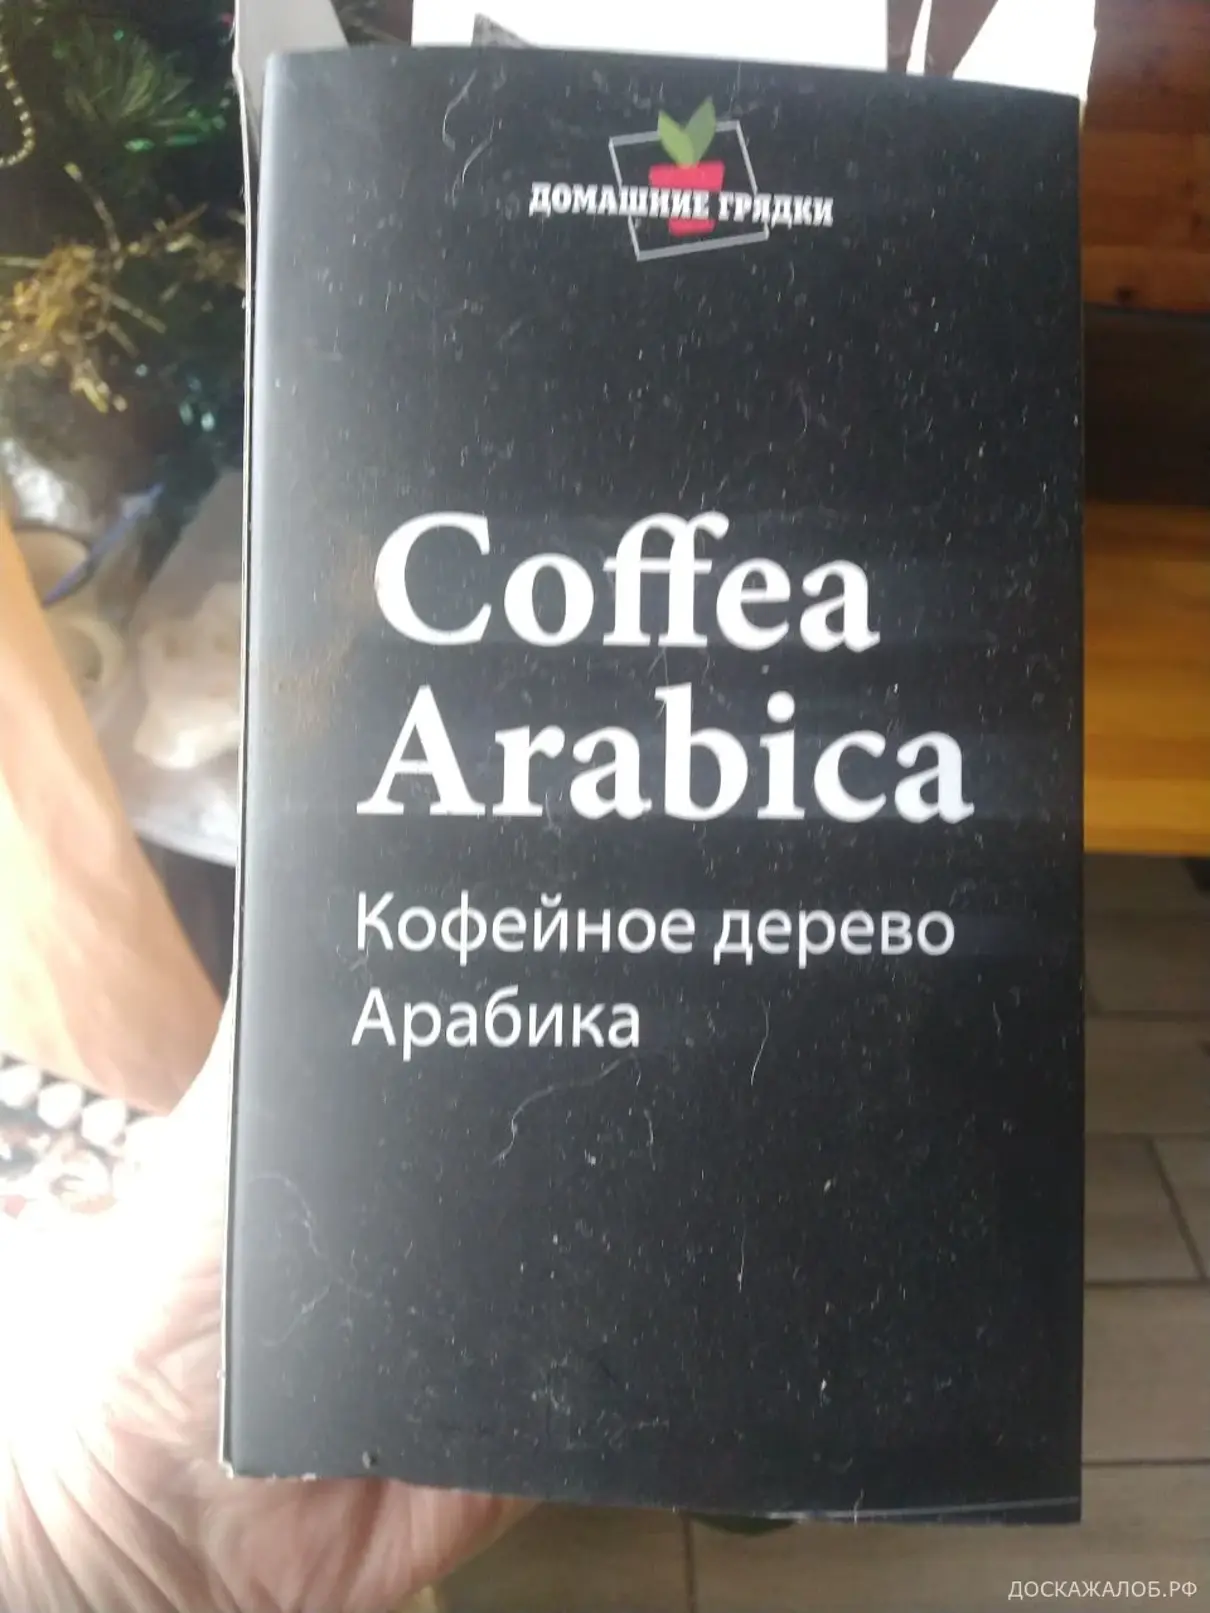 ДОМАШНИЕ ГРЯДКИ
Coffea
Arabica
Кофейное дерево
Арабика
ДОСКАЖАЛОБ.РФ